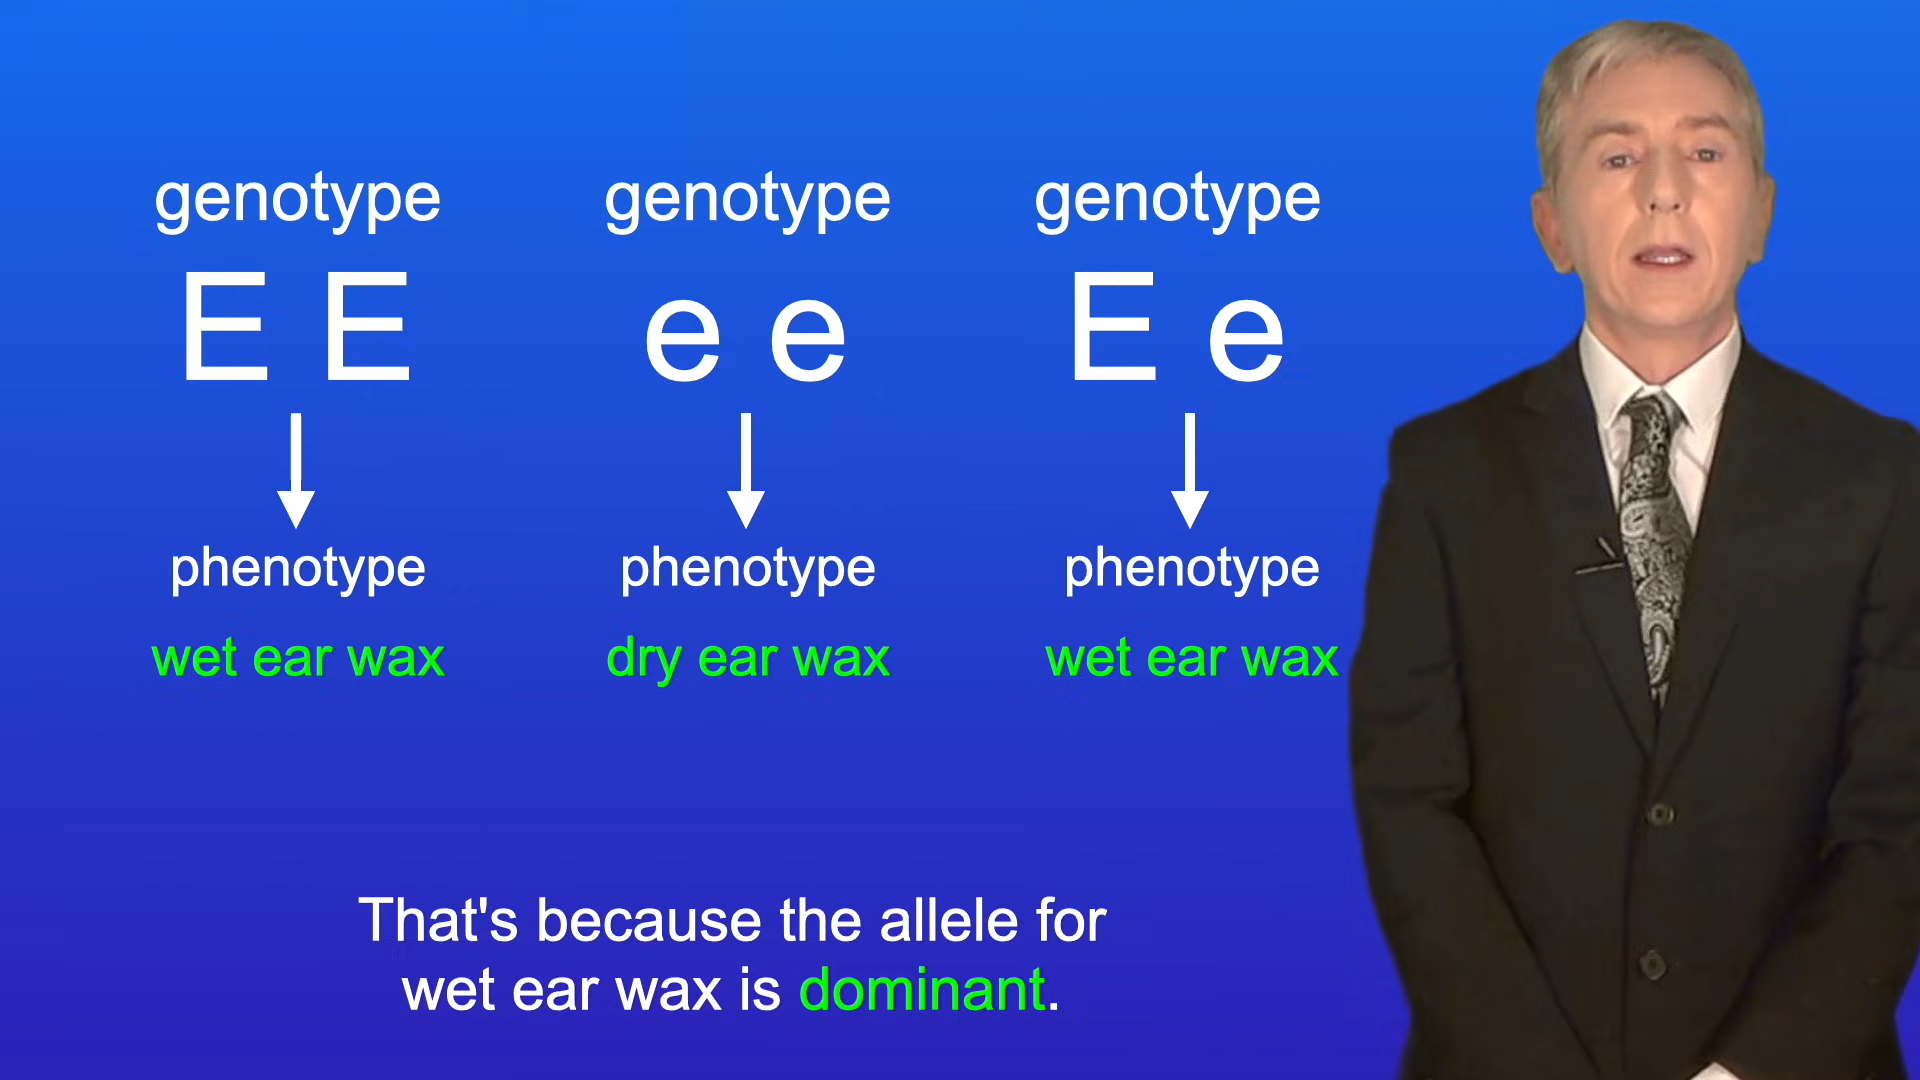 genotype genotype genotype
E E e e E e
phenotype phenotype phenotype
wet ear wax dry ear wax wet ear wax
That's because the allele for
wet ear wax is dominant.